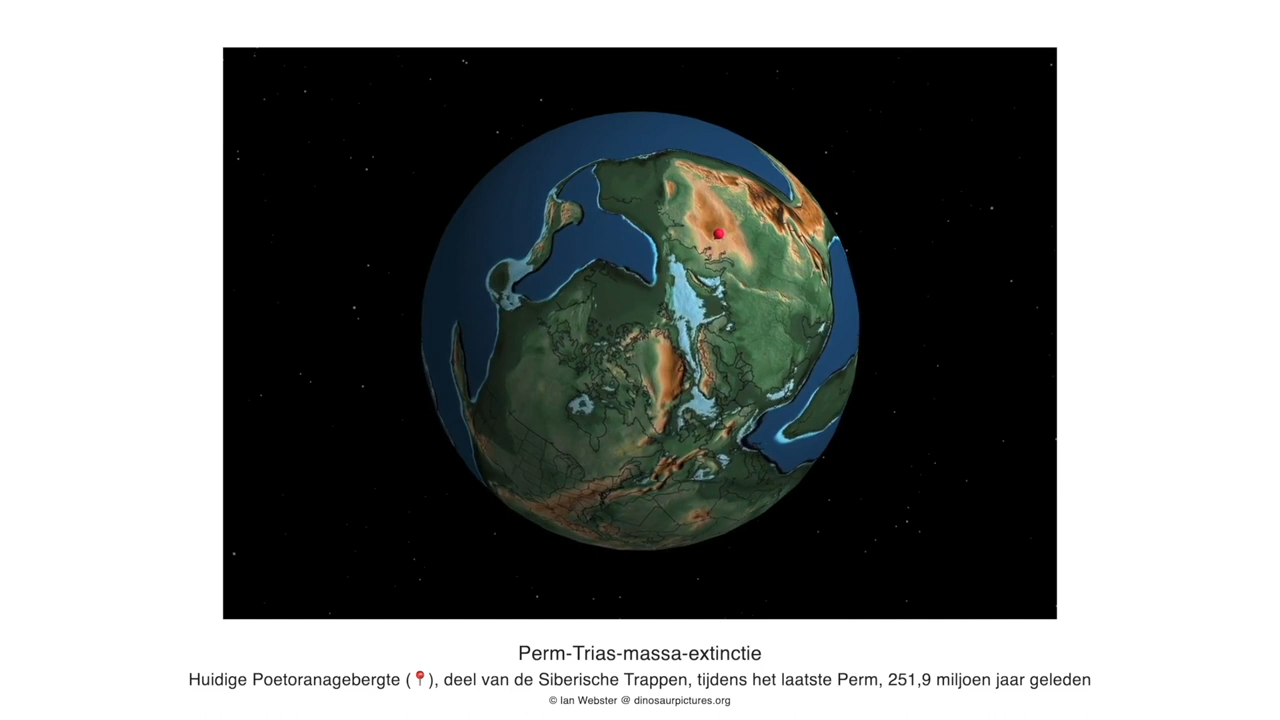 Perm-Trias-massa-extinctie
Huidige Poetoranagebergte (📍), deel van de Siberische Trappen, tijdens het laatste Perm, 251,9 miljoen jaar geleden
© Ian Webster @ dinosaurpictures.org